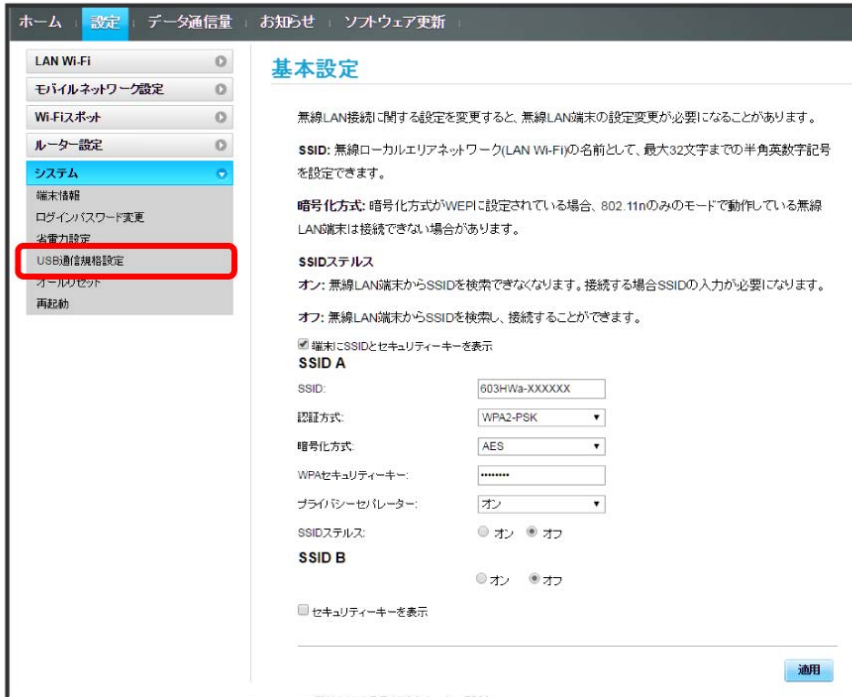 ホーム 設定 データ通信量 お知らせ ソフトウェア更新
LAN Wi-Fi
モバイルネットワーク設定
Wi-Fiスポット
ルーター設定
システム
端末情報
ログインパスワード変更
省電力設定
USB通信規格設定
オールリセット
再起動
基本設定
無線LAN接続に関する設定を変更すると、無線LAN端末の設定変更が必要になることがあります。
SSID: 無線ローカルエリアネットワーク(LAN Wi-Fi)の名前として、最大32文字までの半角英数字記号
を設定できます。
暗号化方式: 暗号化方式がWEPに設定されている場合、802.11nのみのモードで動作している無線
LAN端末は接続できない場合があります。
SSIDステルス
オン: 無線LAN端末からSSIDを検索できなくなります。接続する場合SSIDの入力が必要になります。
オフ: 無線LAN端末からSSIDを検索し、接続することができます。
端末にSSIDとセキュリティーキーを表示
SSID A
SSID: 603HWa-XXXXXX
認証方式: WPA2-PSK
暗号化方式: AES
WPAセキュリティーキー: ••••••••
プライバシーセパレーター: オン
SSIDステルス: オン オフ
SSID B
オン オフ
セキュリティーキーを表示
適用